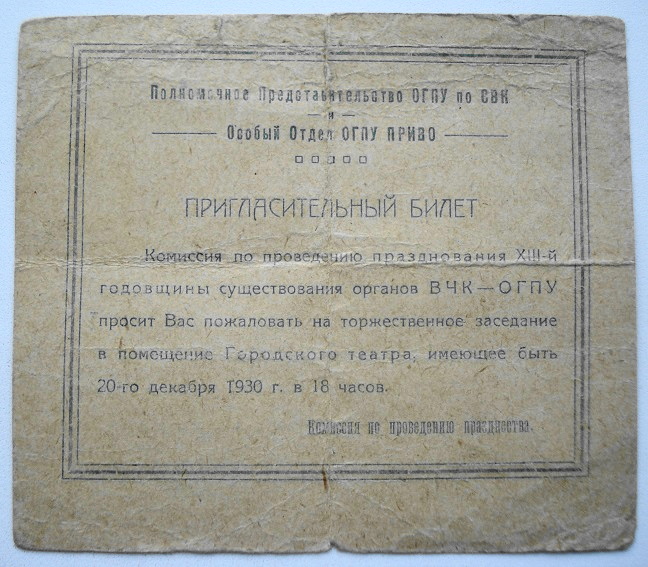 Полномочное Представительство ОГПУ по СВК
— и —
Особый Отдел ОГПУ ПРИВО
ПРИГЛАСИТЕЛЬНЫЙ БИЛЕТ
Комиссия по проведению празднования XIII-й
годовщины существования органов ВЧК—ОГПУ
просит Вас пожаловать на торжественное заседание
в помещение Городского театра, имеющее быть
20-го декабря 1930 г. в 18 часов.
Комиссия по проведению празднества.